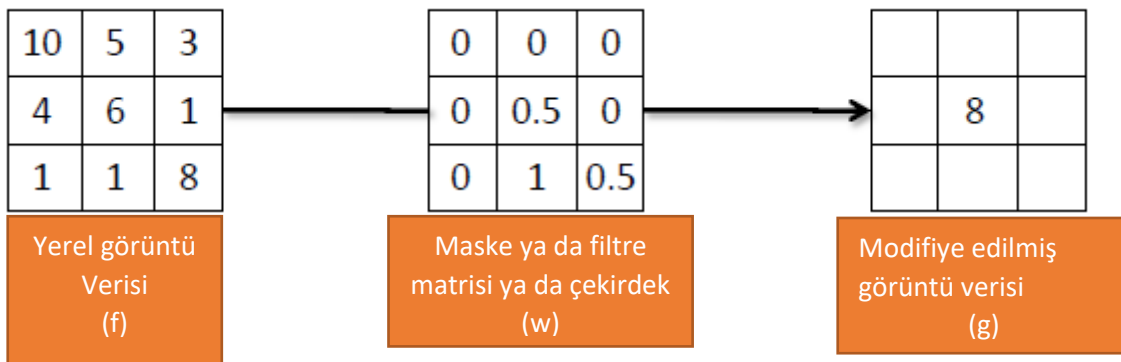 10 5 3
4 6 1
1 1 8
0 0 0
0 0.5 0
0 1 0.5
8
Yerel görüntü
Verisi
(f)
Maske ya da filtre
matrisi ya da çekirdek
(w)
Modifiye edilmiş
görüntü verisi
(g)